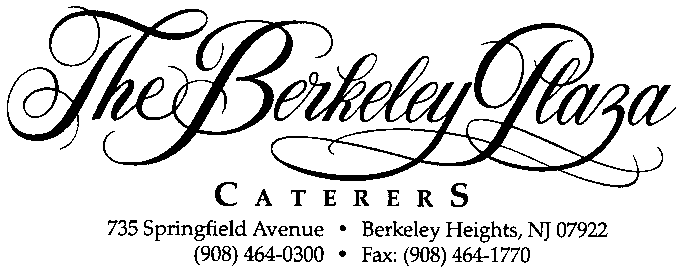 The Berkeley Plaza
CATERERS
735 Springfield Avenue • Berkeley Heights, NJ 07922
(908) 464-0300 • Fax: (908) 464-1770